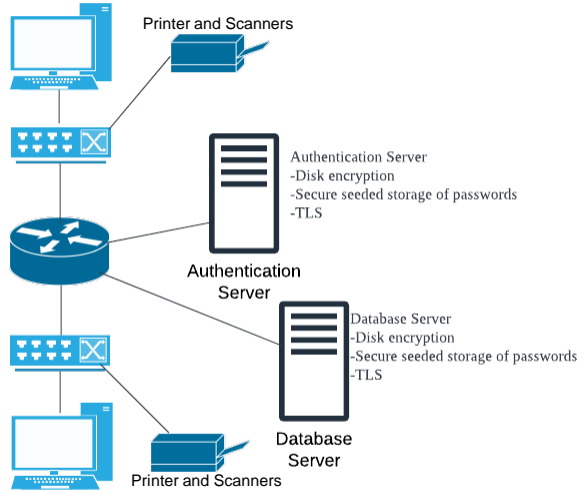 Printer and Scanners
Authentication Server
-Disk encryption
-Secure seeded storage of passwords
-TLS
Authentication
Server
Database Server
-Disk encryption
-Secure seeded storage of passwords
-TLS
Database
Server
Printer and Scanners